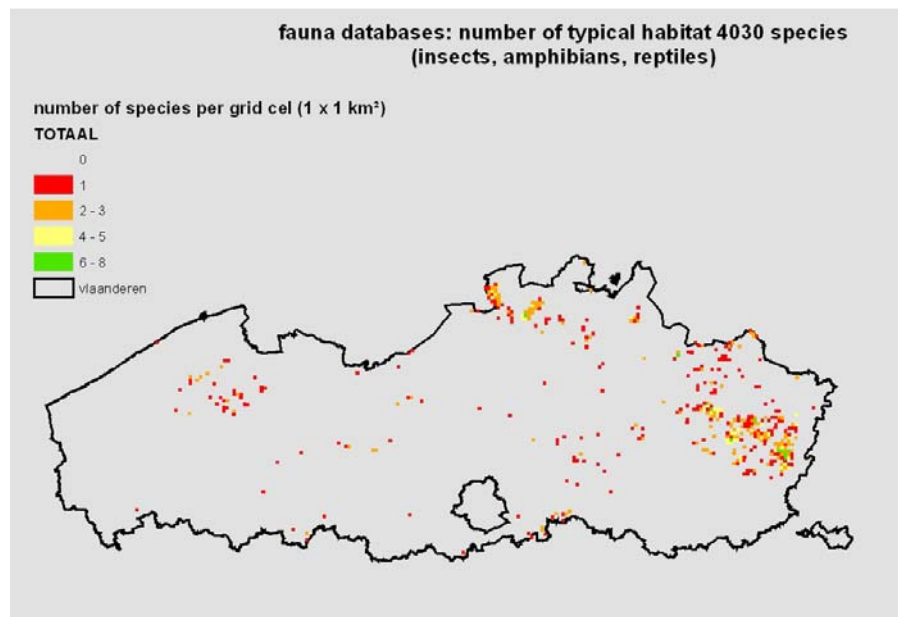 fauna databases: number of typical habitat 4030 species
(insects, amphibians, reptiles)
number of species per grid cel (1 x 1 km²)
TOTAAL
0
1
2 - 3
4 - 5
6 - 8
vlaanderen